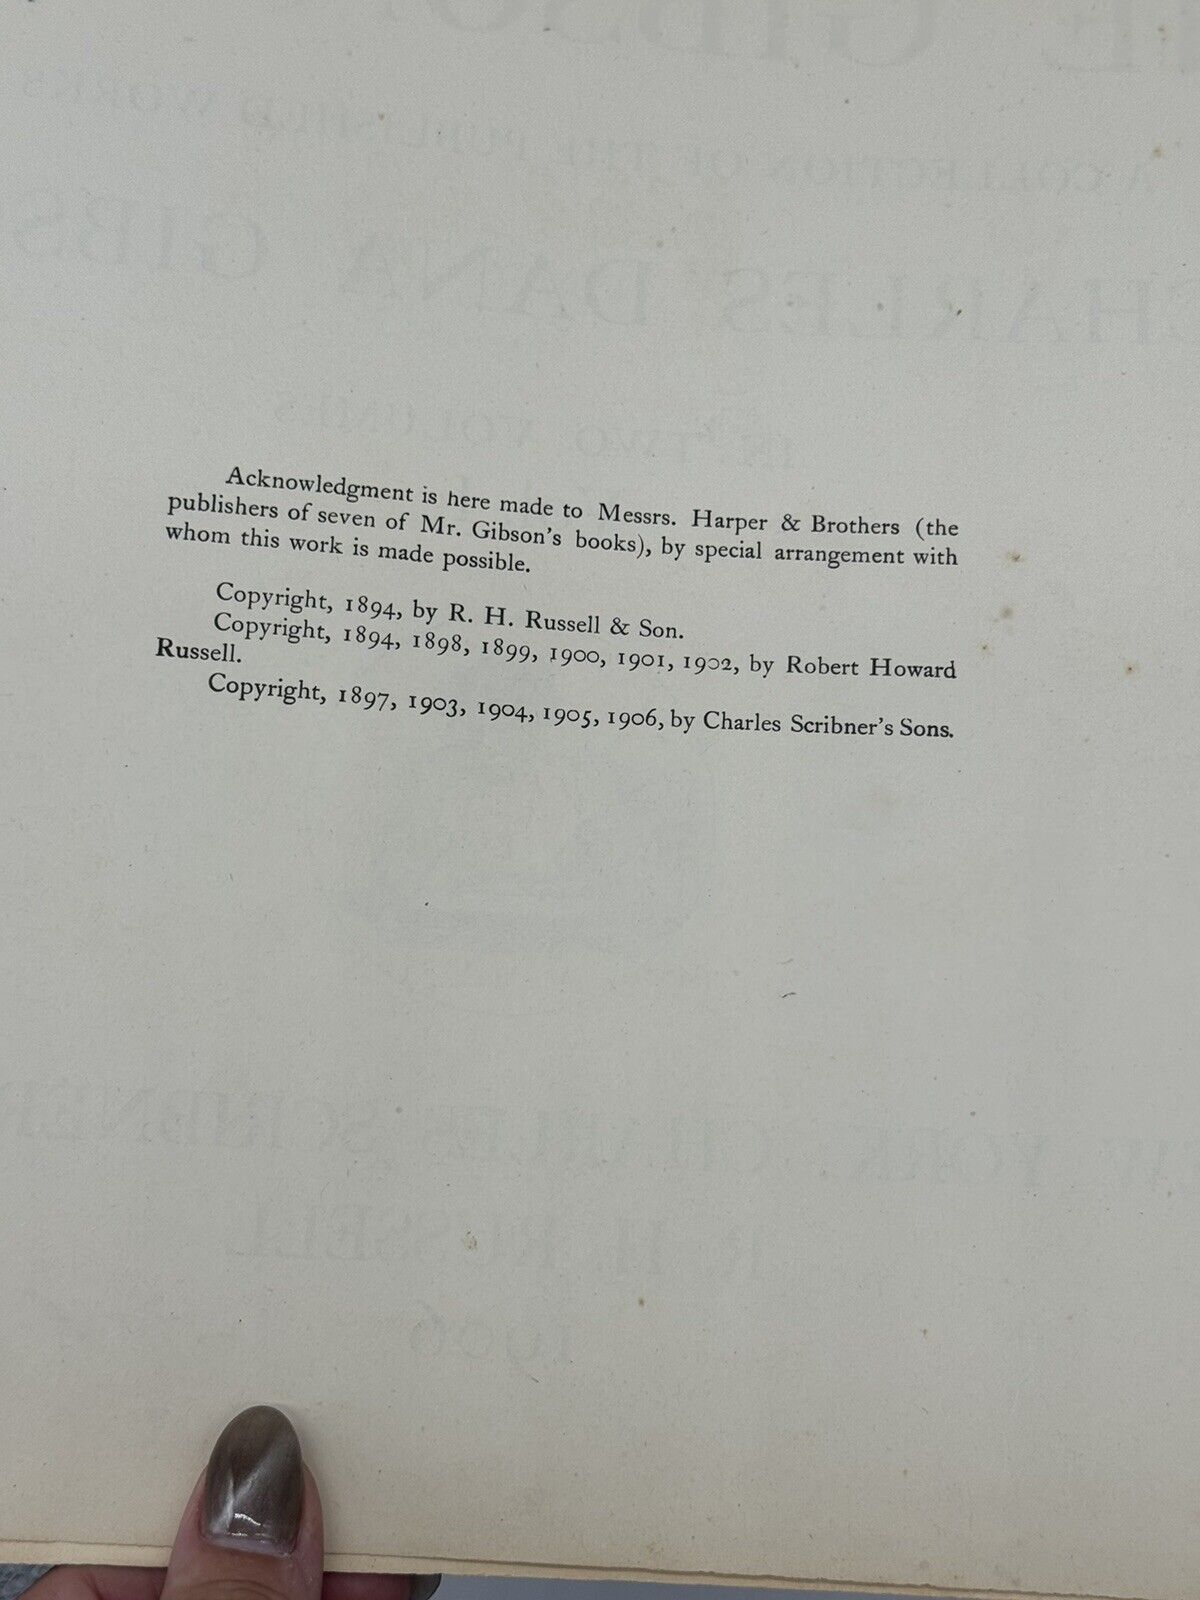 Acknowledgment is here made to Messrs. Harper & Brothers (the
publishers of seven of Mr. Gibson's books), by special arrangement with
whom this work is made possible.
Copyright, 1894, by R. H. Russell & Son.
Copyright, 1894, 1898, 1899, 1900, 1901, 1902, by Robert Howard
Russell.
Copyright, 1897, 1903, 1904, 1905, 1906, by Charles Scribner's Sons.